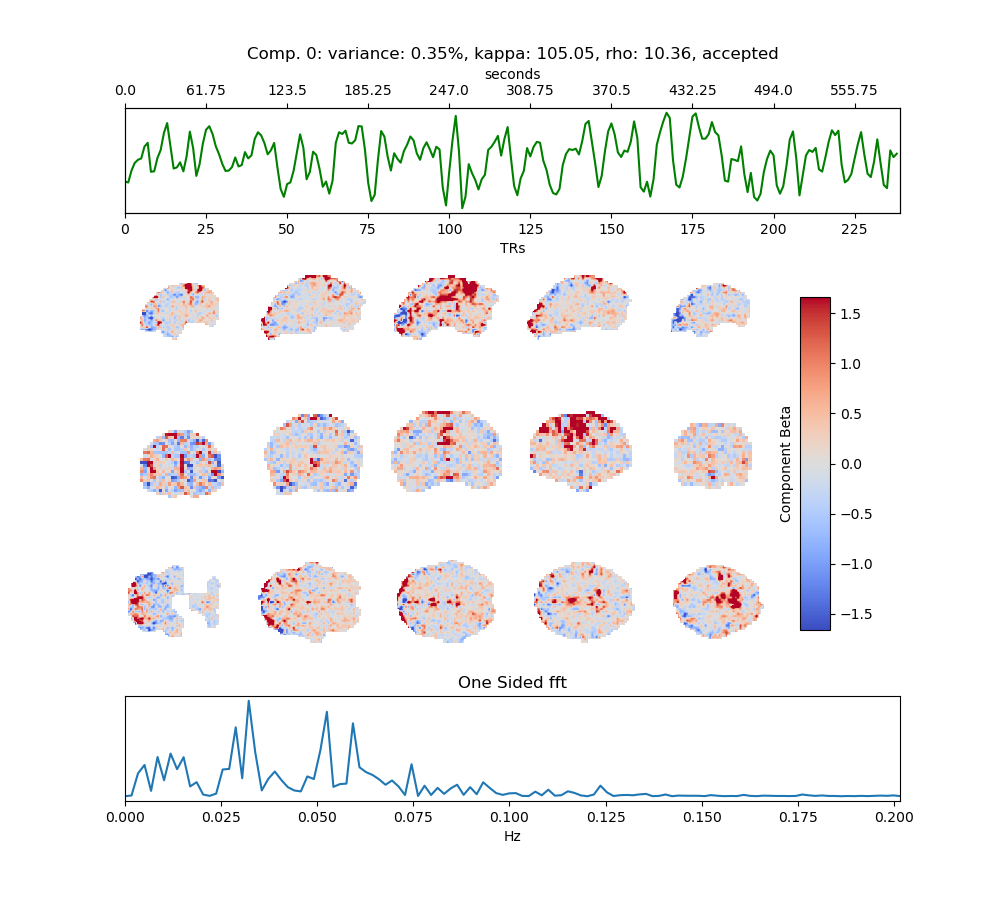 Comp. 0: variance: 0.35%, kappa: 105.05, rho: 10.36, accepted
seconds
0.0 61.75 123.5 185.25 247.0 308.75 370.5 432.25 494.0 555.75
0 25 50 75 100 125 150 175 200 225
TRs
1.5
1.0
0.5
0.0
−0.5
−1.0
−1.5
Component Beta
One Sided fft
0.000 0.025 0.050 0.075 0.100 0.125 0.150 0.175 0.200
Hz